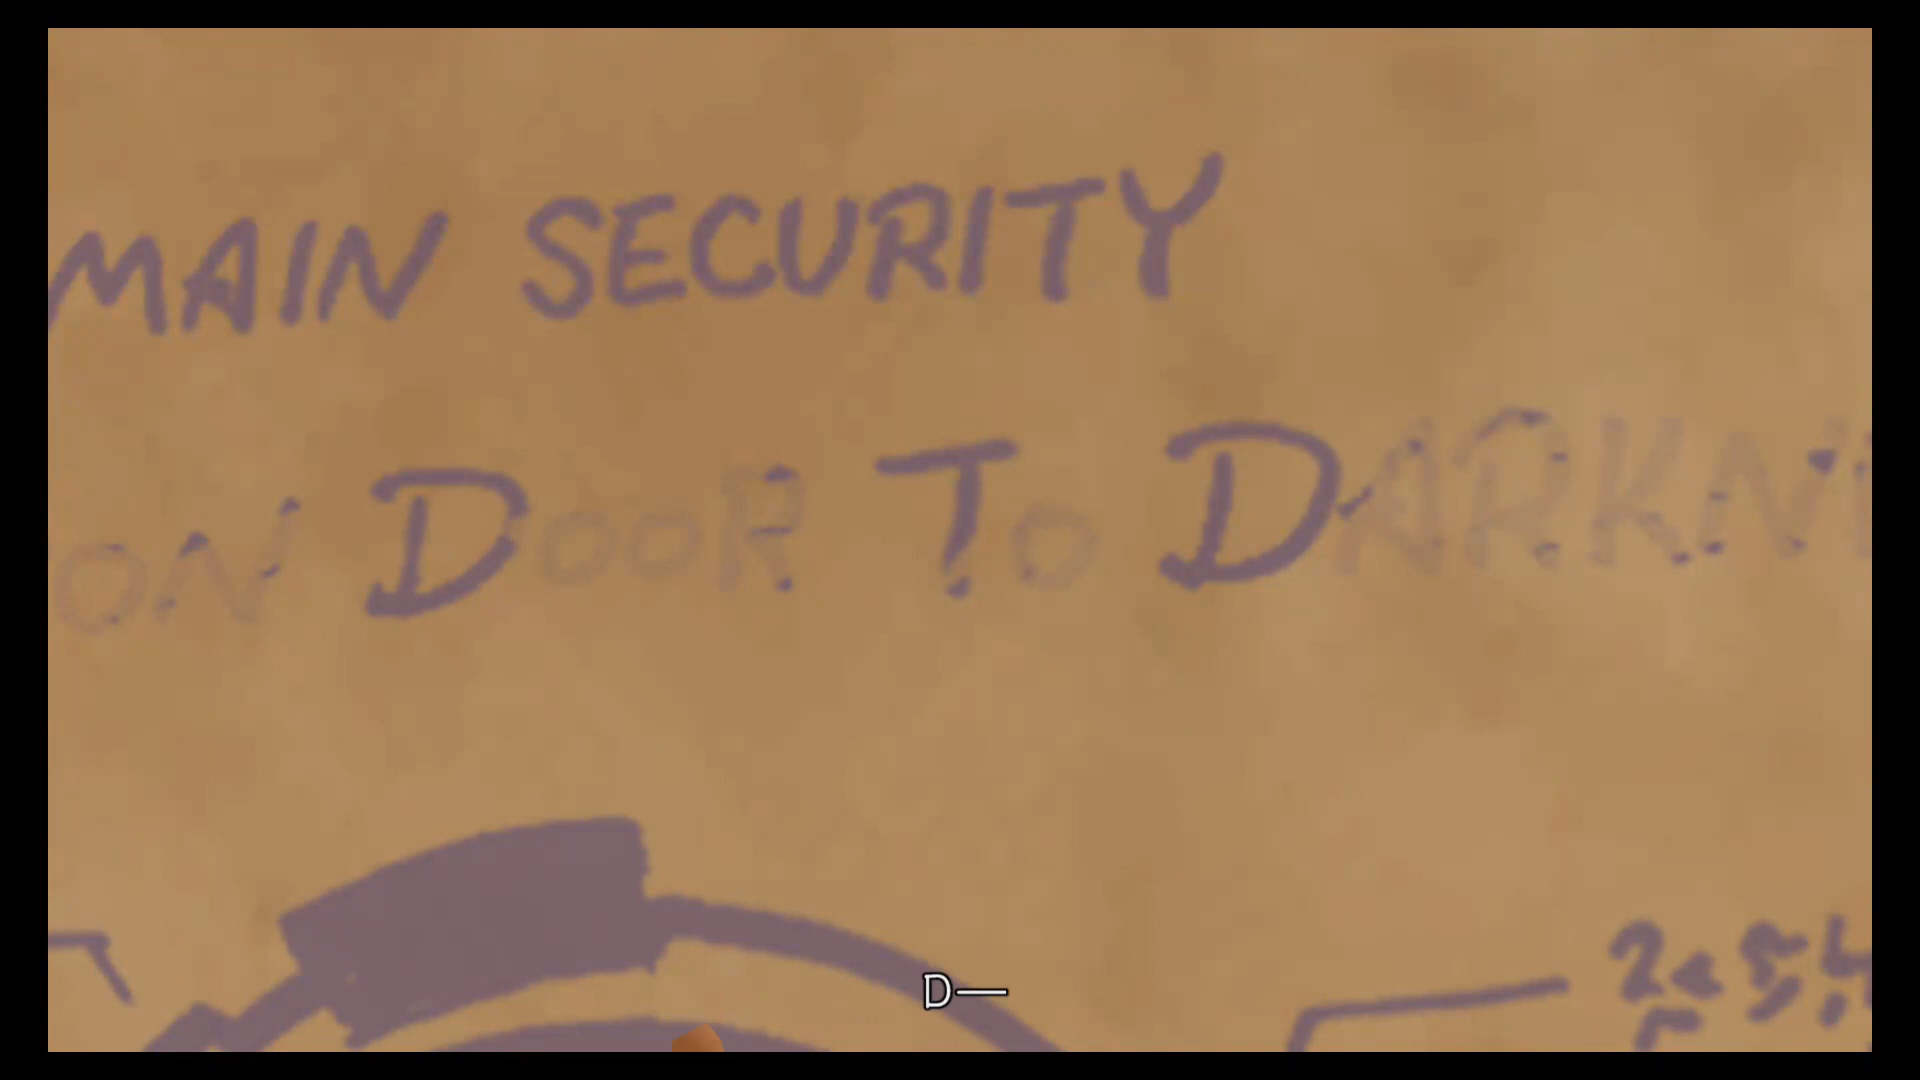 MAIN SECURITY
ON DOOR TO DARKN
D—